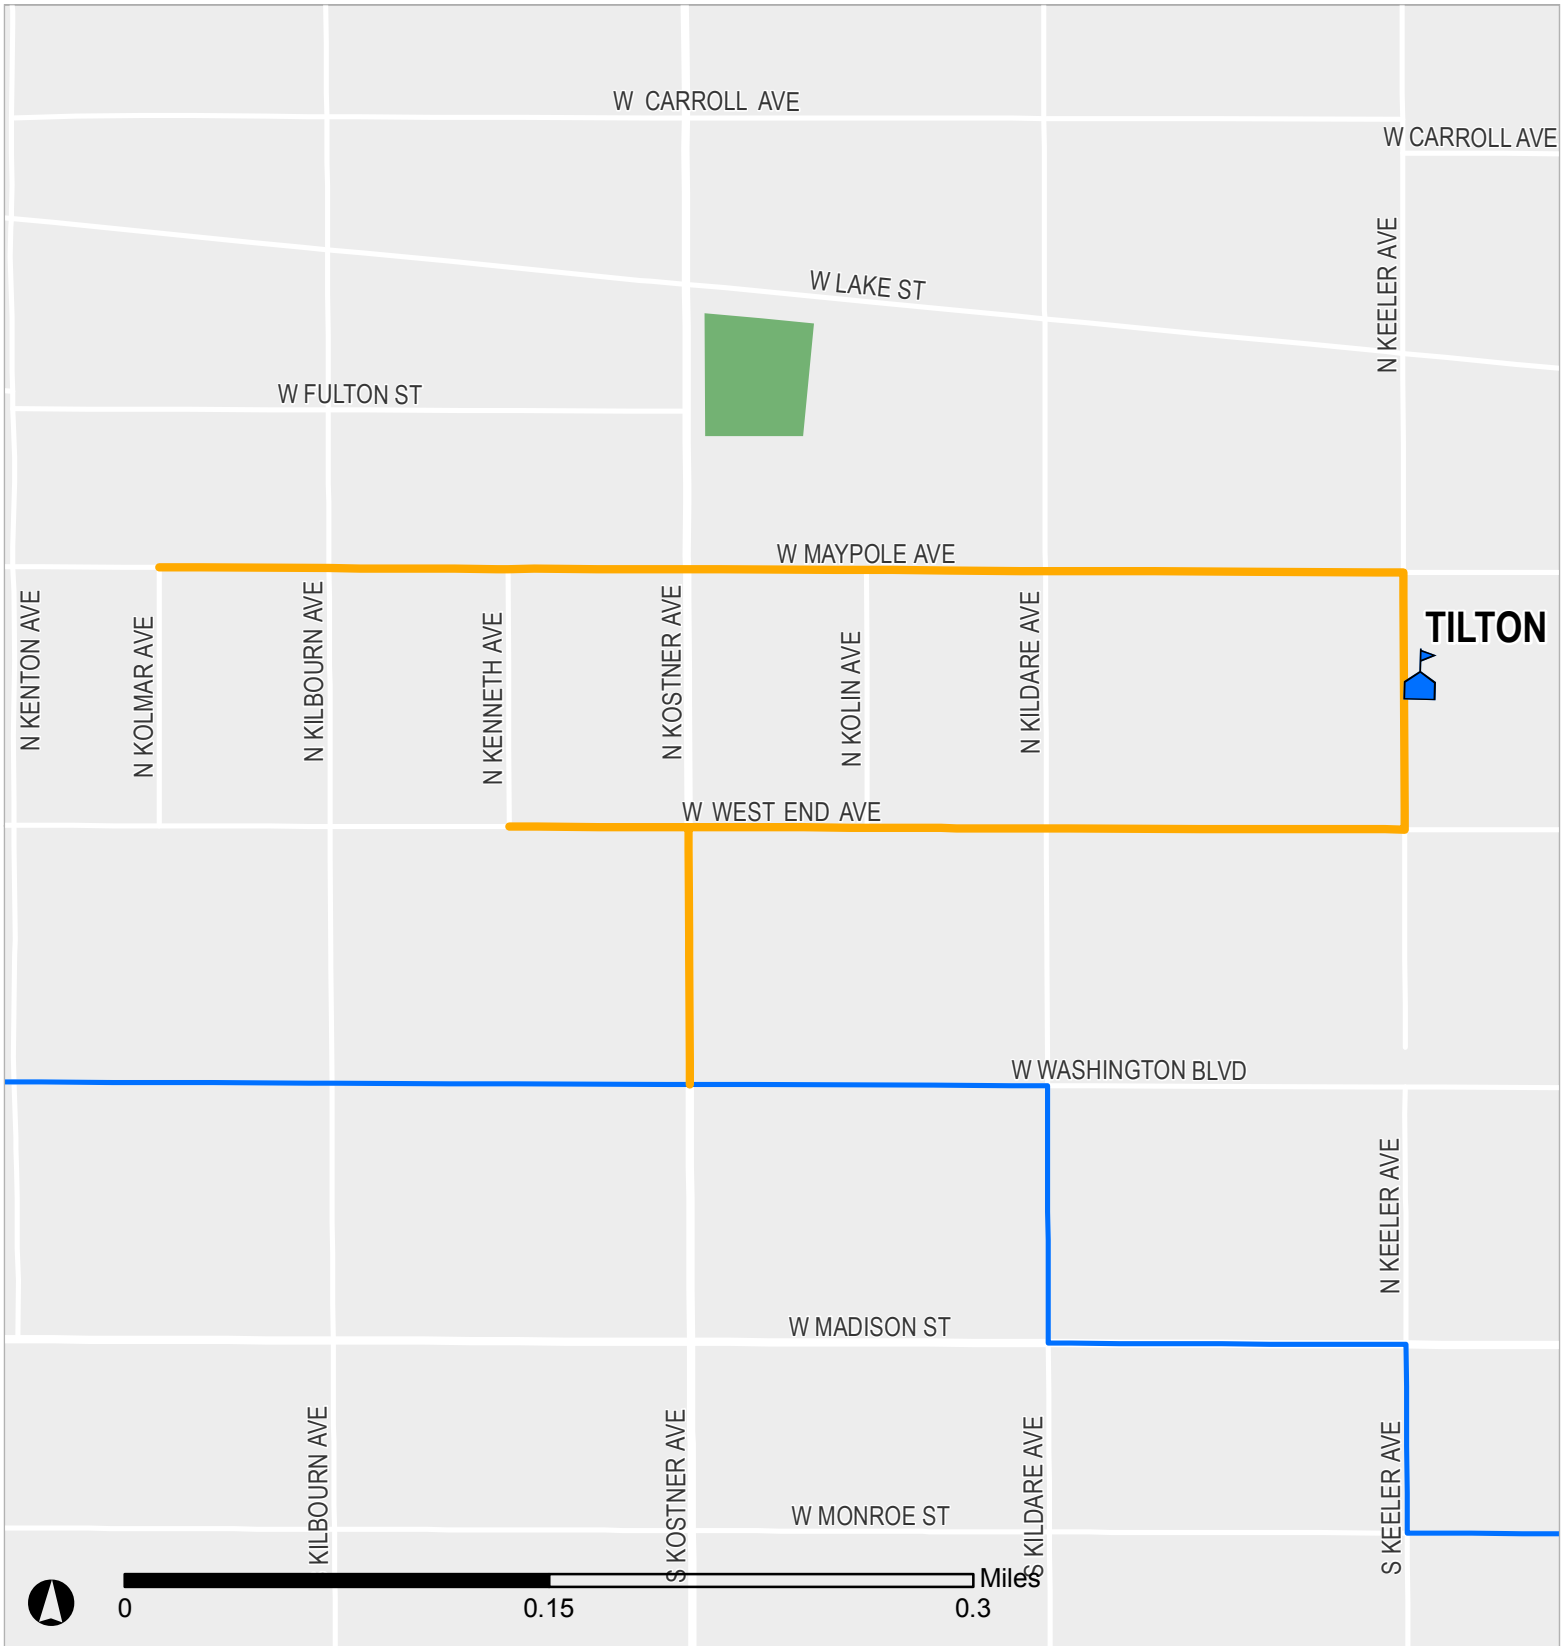 W CARROLL AVE
W CARROLL AVE
N KEELER AVE
W LAKE ST
W FULTON ST
W MAYPOLE AVE
N KENTON AVE
N KOLMAR AVE
N KILBOURN AVE
N KENNETH AVE
N KOSTNER AVE
N KOLIN AVE
N KILDARE AVE
TILTON
W WEST END AVE
W WASHINGTON BLVD
N KEELER AVE
W MADISON ST
KILBOURN AVE
S KOSTNER AVE
S KILDARE AVE
S KEELER AVE
W MONROE ST
Miles
0
0.15
0.3